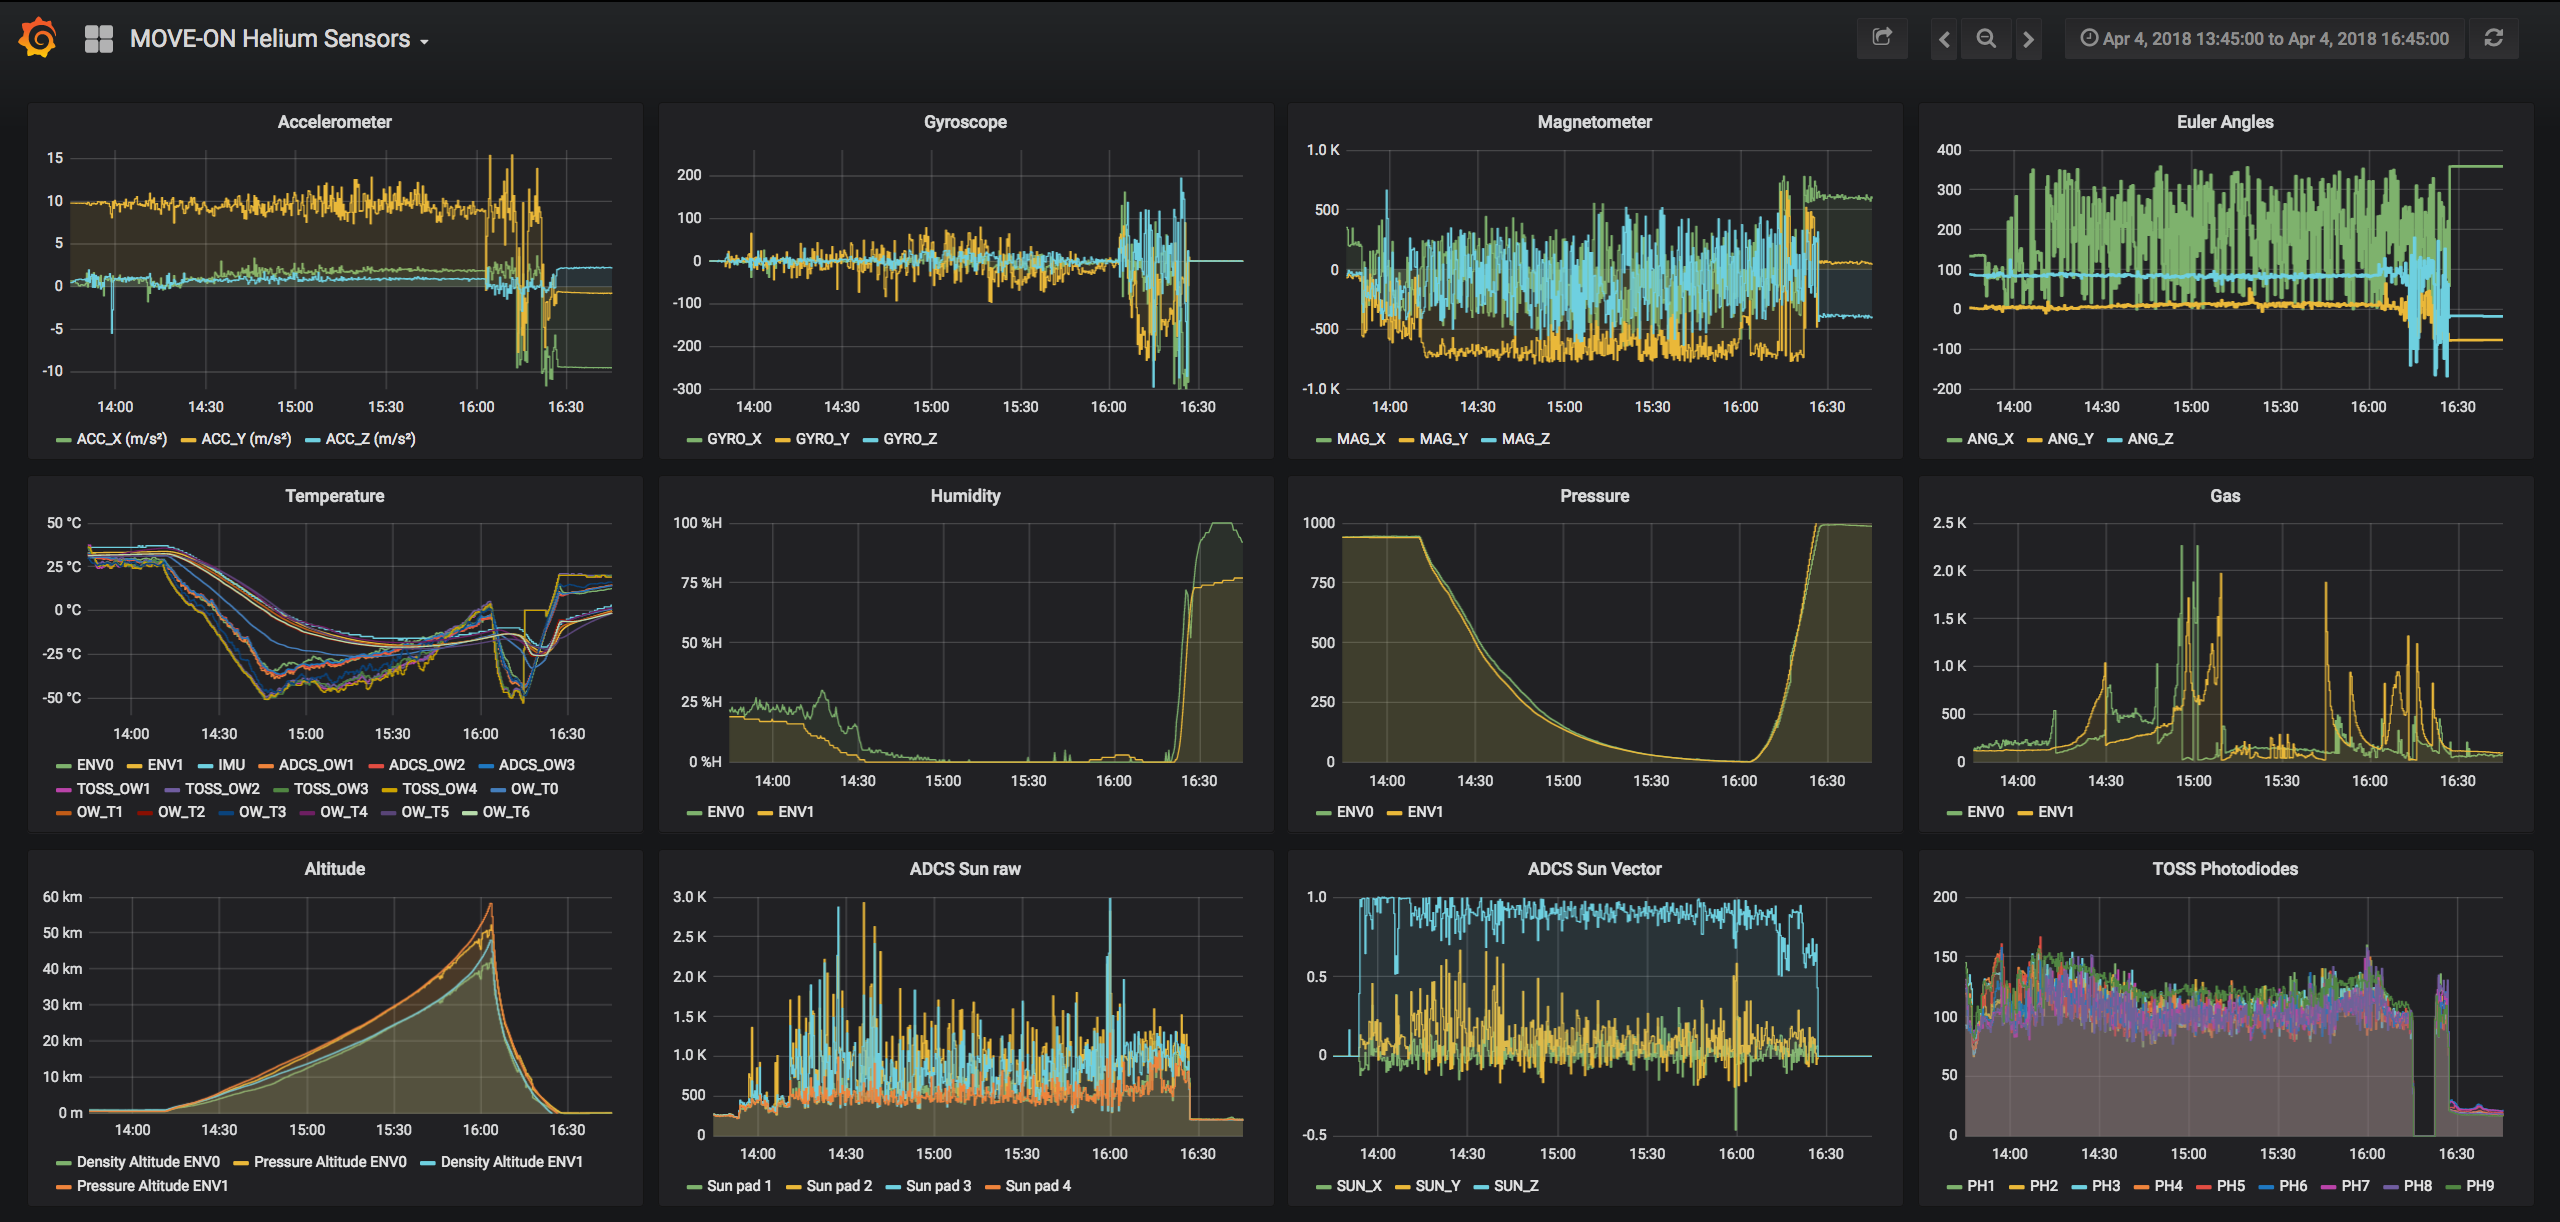 MOVE-ON Helium Sensors
Apr 4, 2018 13:45:00 to Apr 4, 2018 16:45:00
Accelerometer
15
10
5
0
-5
-10
14:00 14:30 15:00 15:30 16:00 16:30
ACC_X (m/s²) ACC_Y (m/s²) ACC_Z (m/s²)
Gyroscope
200
100
0
-100
-200
-300
14:00 14:30 15:00 15:30 16:00 16:30
GYRO_X GYRO_Y GYRO_Z
Magnetometer
1.0 K
500
0
-500
-1.0 K
14:00 14:30 15:00 15:30 16:00 16:30
MAG_X MAG_Y MAG_Z
Euler Angles
400
300
200
100
0
-100
-200
14:00 14:30 15:00 15:30 16:00 16:30
ANG_X ANG_Y ANG_Z
Temperature
50 °C
25 °C
0 °C
-25 °C
-50 °C
14:00 14:30 15:00 15:30 16:00 16:30
ENV0 ENV1 IMU ADCS_OW1 ADCS_OW2 ADCS_OW3
TOSS_OW1 TOSS_OW2 TOSS_OW3 TOSS_OW4 OW_T0
OW_T1 OW_T2 OW_T3 OW_T4 OW_T5 OW_T6
Humidity
100 %H
75 %H
50 %H
25 %H
0 %H
14:00 14:30 15:00 15:30 16:00 16:30
ENV0 ENV1
Pressure
1000
750
500
250
0
14:00 14:30 15:00 15:30 16:00 16:30
ENV0 ENV1
Gas
2.5 K
2.0 K
1.5 K
1.0 K
500
0
14:00 14:30 15:00 15:30 16:00 16:30
ENV0 ENV1
Altitude
60 km
50 km
40 km
30 km
20 km
10 km
0 m
14:00 14:30 15:00 15:30 16:00 16:30
Density Altitude ENV0 Pressure Altitude ENV0 Density Altitude ENV1
Pressure Altitude ENV1
ADCS Sun raw
3.0 K
2.5 K
2.0 K
1.5 K
1.0 K
500
0
14:00 14:30 15:00 15:30 16:00 16:30
Sun pad 1 Sun pad 2 Sun pad 3 Sun pad 4
ADCS Sun Vector
1.0
0.5
0
-0.5
14:00 14:30 15:00 15:30 16:00 16:30
SUN_X SUN_Y SUN_Z
TOSS Photodiodes
200
150
100
50
0
14:00 14:30 15:00 15:30 16:00 16:30
PH1 PH2 PH3 PH4 PH5 PH6 PH7 PH8 PH9